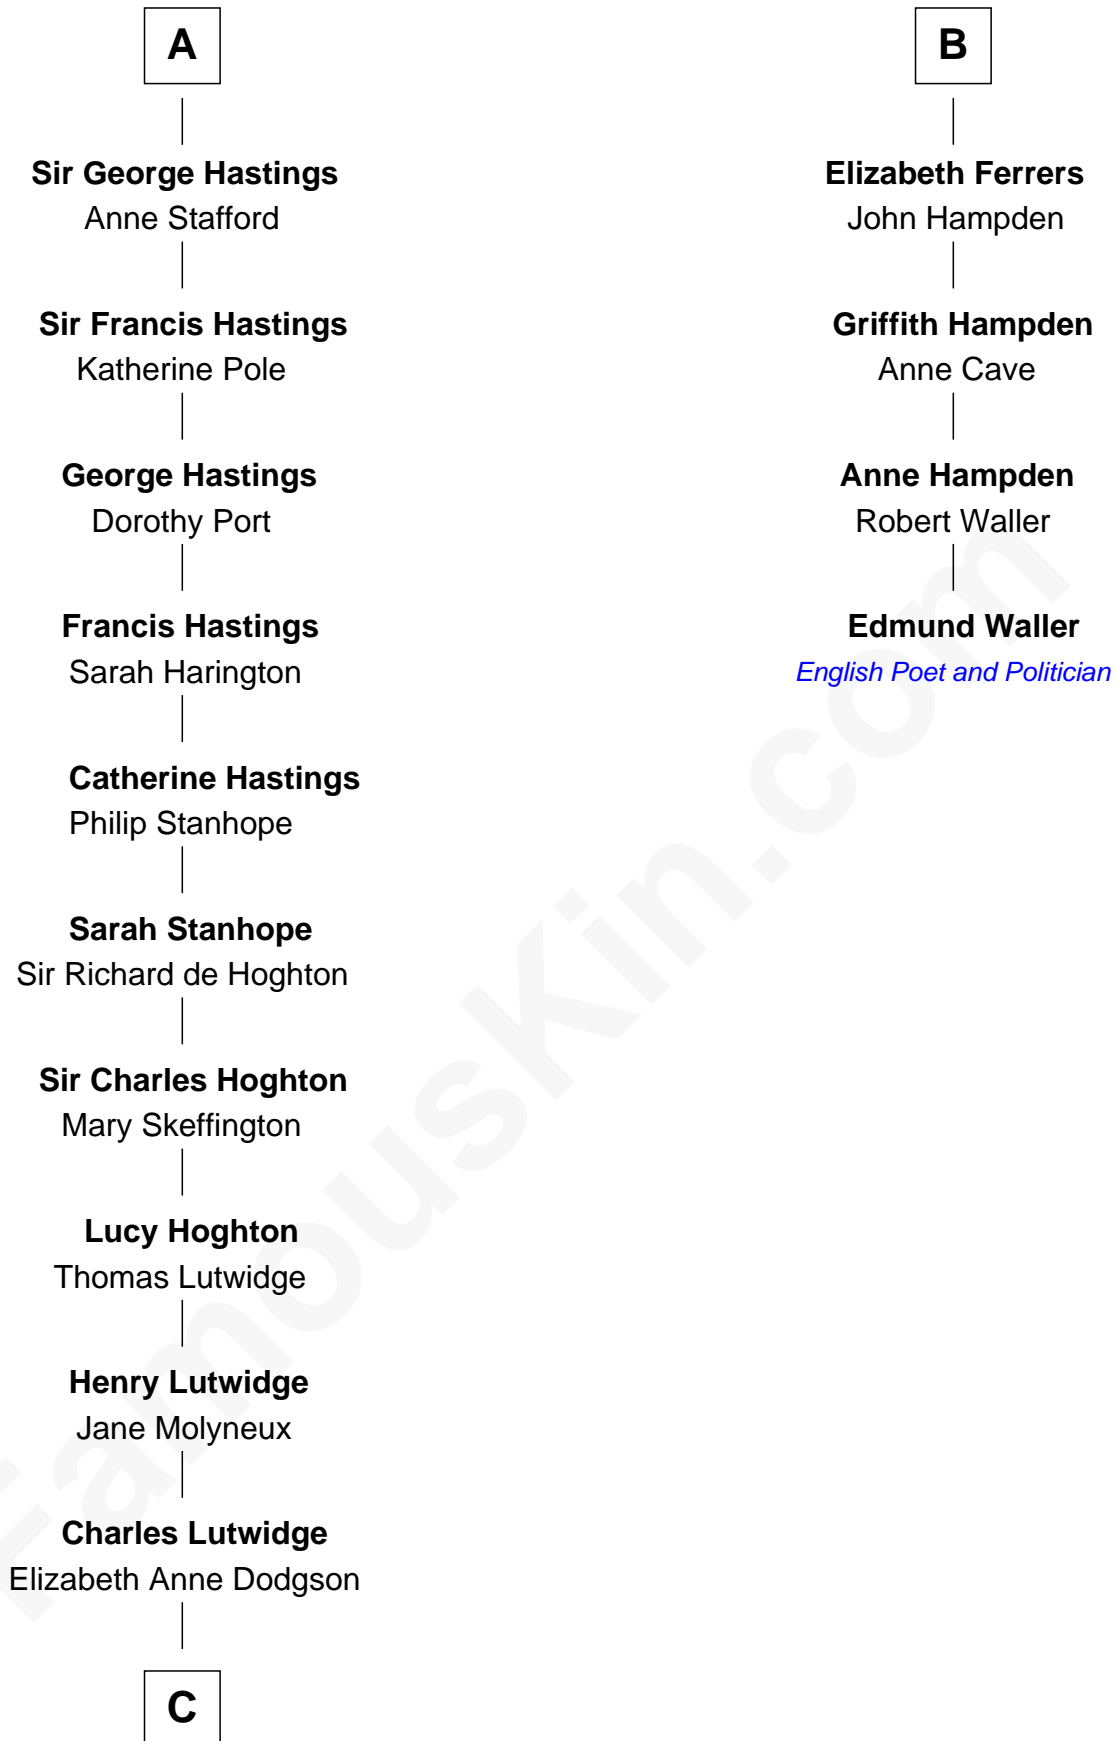 A
Sir George Hastings
Anne Stafford
Sir Francis Hastings
Katherine Pole
George Hastings
Dorothy Port
Francis Hastings
Sarah Harington
Catherine Hastings
Philip Stanhope
Sarah Stanhope
Sir Richard de Hoghton
Sir Charles Hoghton
Mary Skeffington
Lucy Hoghton
Thomas Lutwidge
Henry Lutwidge
Jane Molyneux
Charles Lutwidge
Elizabeth Anne Dodgson
C
B
Elizabeth Ferrers
John Hampden
Griffith Hampden
Anne Cave
Anne Hampden
Robert Waller
Edmund Waller
English Poet and Politician
FamousKin.com